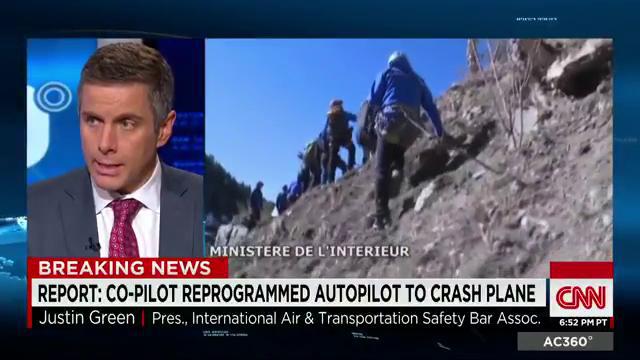 MINISTERE DE L'INTERIEUR
BREAKING NEWS
REPORT: CO-PILOT REPROGRAMMED AUTOPILOT TO CRASH PLANE
Justin Green | Pres., International Air & Transportation Safety Bar Assoc.
CNN
6:52 PM PT
AC360°